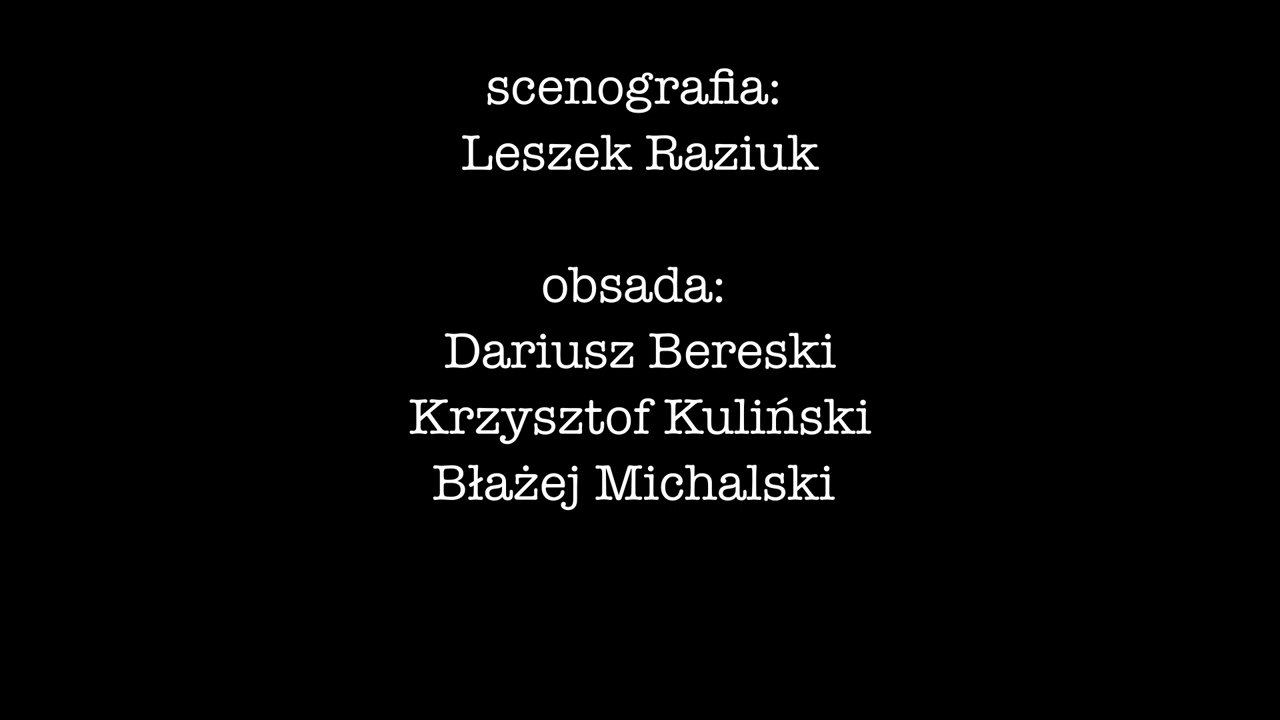 scenografia:
Leszek Raziuk
obsada:
Dariusz Bereski
Krzysztof Kuliński
Błażej Michalski